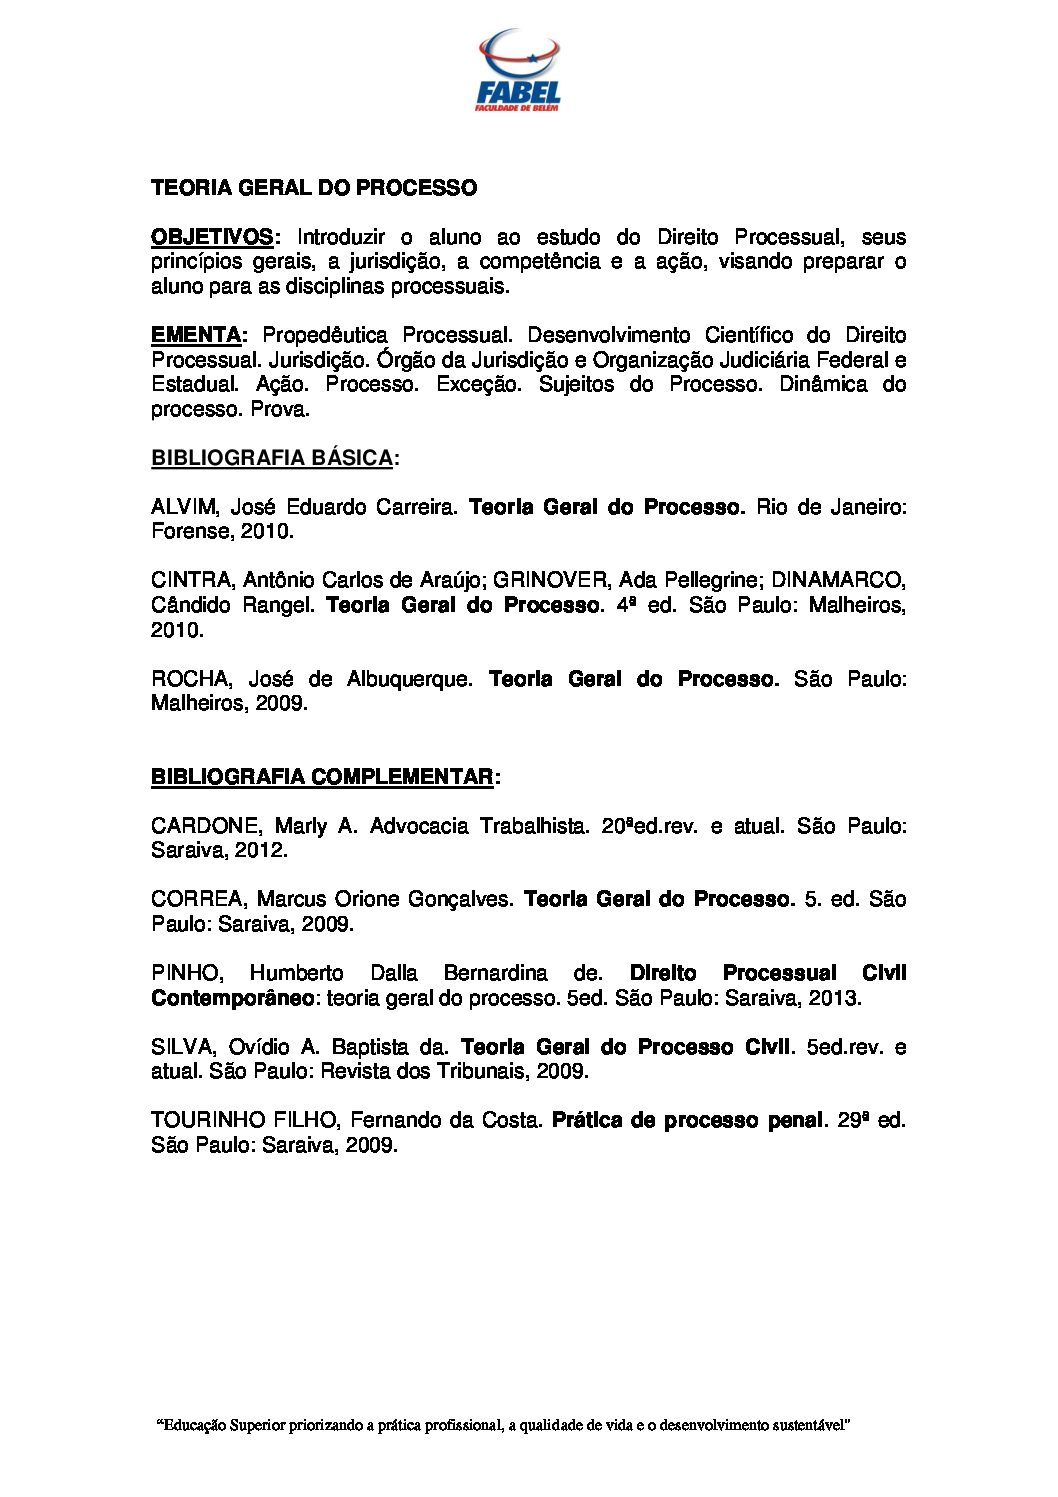 FABEL
FACULDADE DE BELÉM
TEORIA GERAL DO PROCESSO
OBJETIVOS: Introduzir o aluno ao estudo do Direito Processual, seus
princípios gerais, a jurisdição, a competência e a ação, visando preparar o
aluno para as disciplinas processuais.
EMENTA: Propedêutica Processual. Desenvolvimento Científico do Direito
Processual. Jurisdição. Órgão da Jurisdição e Organização Judiciária Federal e
Estadual. Ação. Processo. Exceção. Sujeitos do Processo. Dinâmica do
processo. Prova.
BIBLIOGRAFIA BÁSICA:
ALVIM, José Eduardo Carreira. Teoria Geral do Processo. Rio de Janeiro:
Forense, 2010.
CINTRA, Antônio Carlos de Araújo; GRINOVER, Ada Pellegrine; DINAMARCO,
Cândido Rangel. Teoria Geral do Processo. 4ª ed. São Paulo: Malheiros,
2010.
ROCHA, José de Albuquerque. Teoria Geral do Processo. São Paulo:
Malheiros, 2009.
BIBLIOGRAFIA COMPLEMENTAR:
CARDONE, Marly A. Advocacia Trabalhista. 20ªed.rev. e atual. São Paulo:
Saraiva, 2012.
CORREA, Marcus Orione Gonçalves. Teoria Geral do Processo. 5. ed. São
Paulo: Saraiva, 2009.
PINHO, Humberto Dalla Bernardina de. Direito Processual Civil
Contemporâneo: teoria geral do processo. 5ed. São Paulo: Saraiva, 2013.
SILVA, Ovídio A. Baptista da. Teoria Geral do Processo Civil. 5ed.rev. e
atual. São Paulo: Revista dos Tribunais, 2009.
TOURINHO FILHO, Fernando da Costa. Prática de processo penal. 29ª ed.
São Paulo: Saraiva, 2009.
“Educação Superior priorizando a prática profissional, a qualidade de vida e o desenvolvimento sustentável"